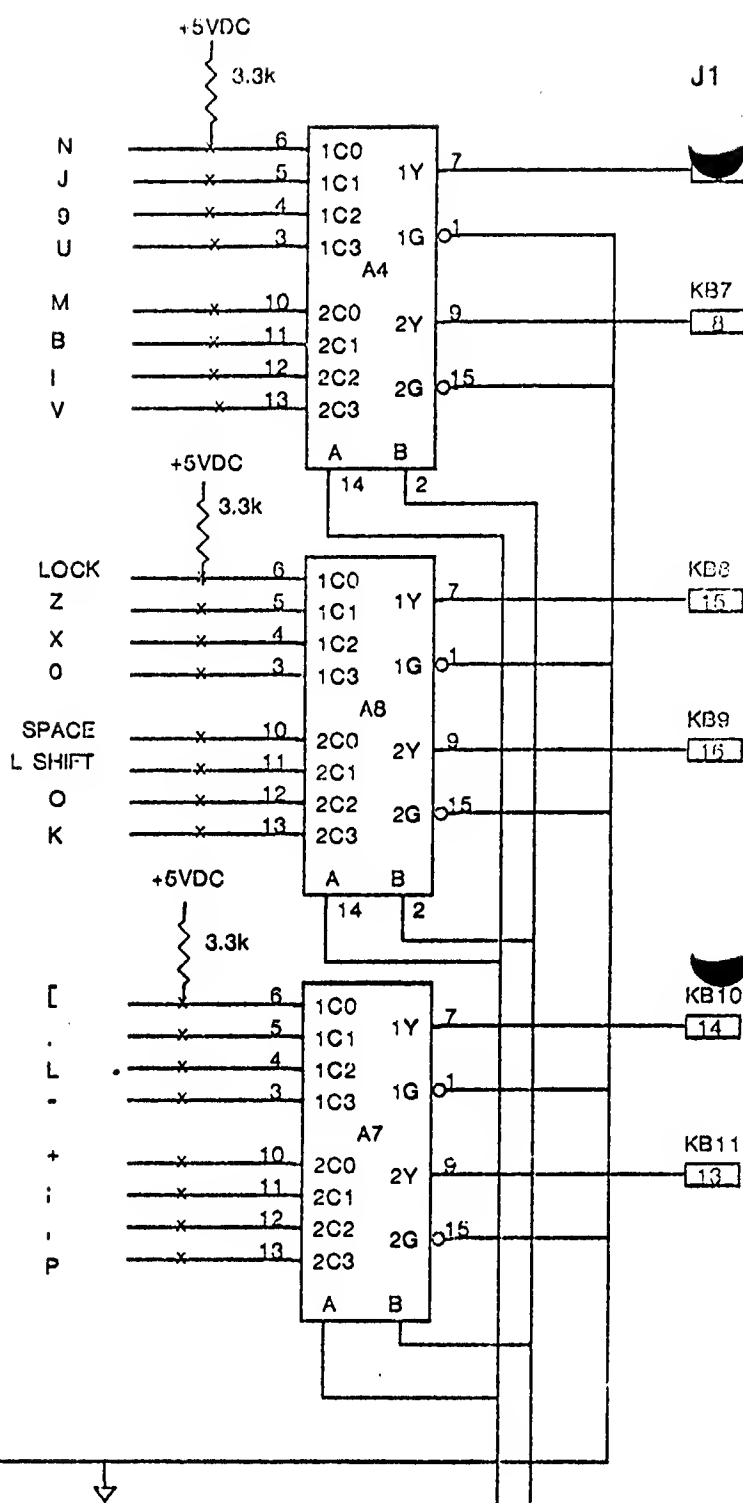 +5VDC
3.3k
J1
N 6 1C0
1Y 7
J 5 1C1
9 4 1C2
U 3 1C3
1G 1
A4
M 10 2C0
2Y 9
KB7
8
B 11 2C1
I 12 2C2
2G 15
V 13 2C3
A B
14 2
+5VDC
3.3k
LOCK 6 1C0
1Y 7
KB8
15
Z 5 1C1
X 4 1C2
1G 1
0 3 1C3
A8
SPACE 10 2C0
2Y 9
KB9
16
L SHIFT 11 2C1
O 12 2C2
2G 15
K 13 2C3
A B
14 2
+5VDC
3.3k
[ 6 1C0
1Y 7
KB10
14
. 5 1C1
L 4 1C2
1G 1
- 3 1C3
A7
+ 10 2C0
2Y 9
KB11
13
11 2C1
12 2C2
2G 15
P 13 2C3
A B